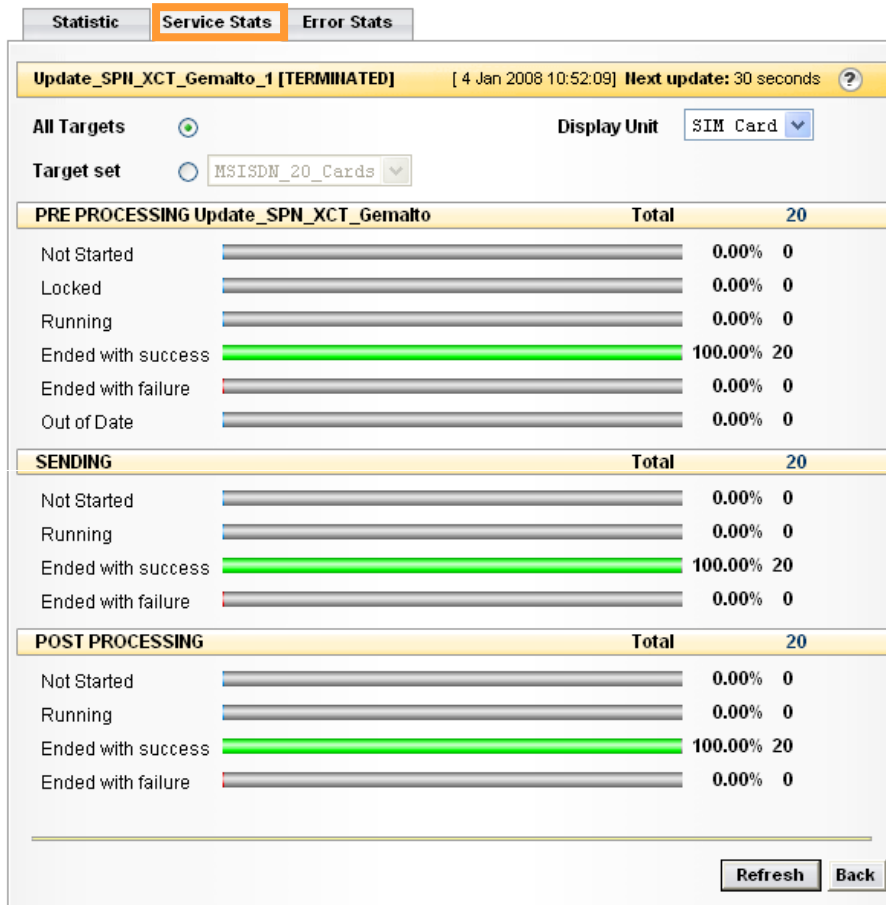 Statistic Service Stats Error Stats
Update_SPN_XCT_Gemalto_1 [TERMINATED] [ 4 Jan 2008 10:52:09] Next update: 30 seconds ?
All Targets Display Unit SIM Card
Target set MSISDN_20_Cards
PRE PROCESSING Update_SPN_XCT_Gemalto Total 20
Not Started 0.00% 0
Locked 0.00% 0
Running 0.00% 0
Ended with success 100.00% 20
Ended with failure 0.00% 0
Out of Date 0.00% 0
SENDING Total 20
Not Started 0.00% 0
Running 0.00% 0
Ended with success 100.00% 20
Ended with failure 0.00% 0
POST PROCESSING Total 20
Not Started 0.00% 0
Running 0.00% 0
Ended with success 100.00% 20
Ended with failure 0.00% 0
Refresh Back